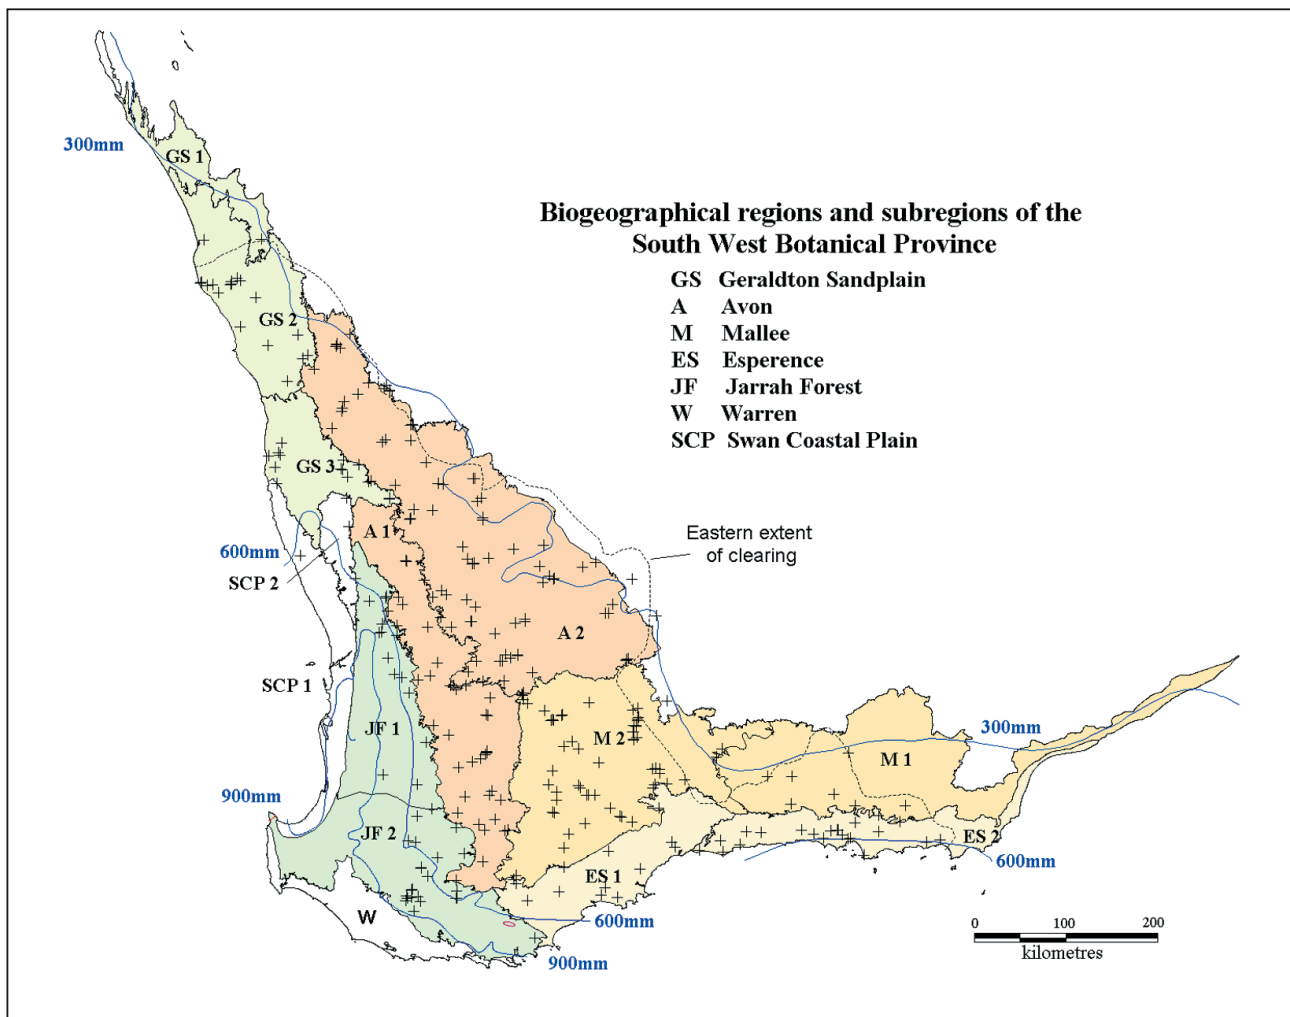 300mm
GS 1
Biogeographical regions and subregions of the
South West Botanical Province
GS Geraldton Sandplain
A Avon
M Mallee
ES Esperence
JF Jarrah Forest
W Warren
SCP Swan Coastal Plain
GS 2
GS 3
A 1
600mm
SCP 2
Eastern extent
of clearing
A 2
SCP 1
JF 1
M 2
300mm
M 1
900mm
JF 2
ES 2
600mm
ES 1
W
600mm
900mm
0 100 200
kilometres